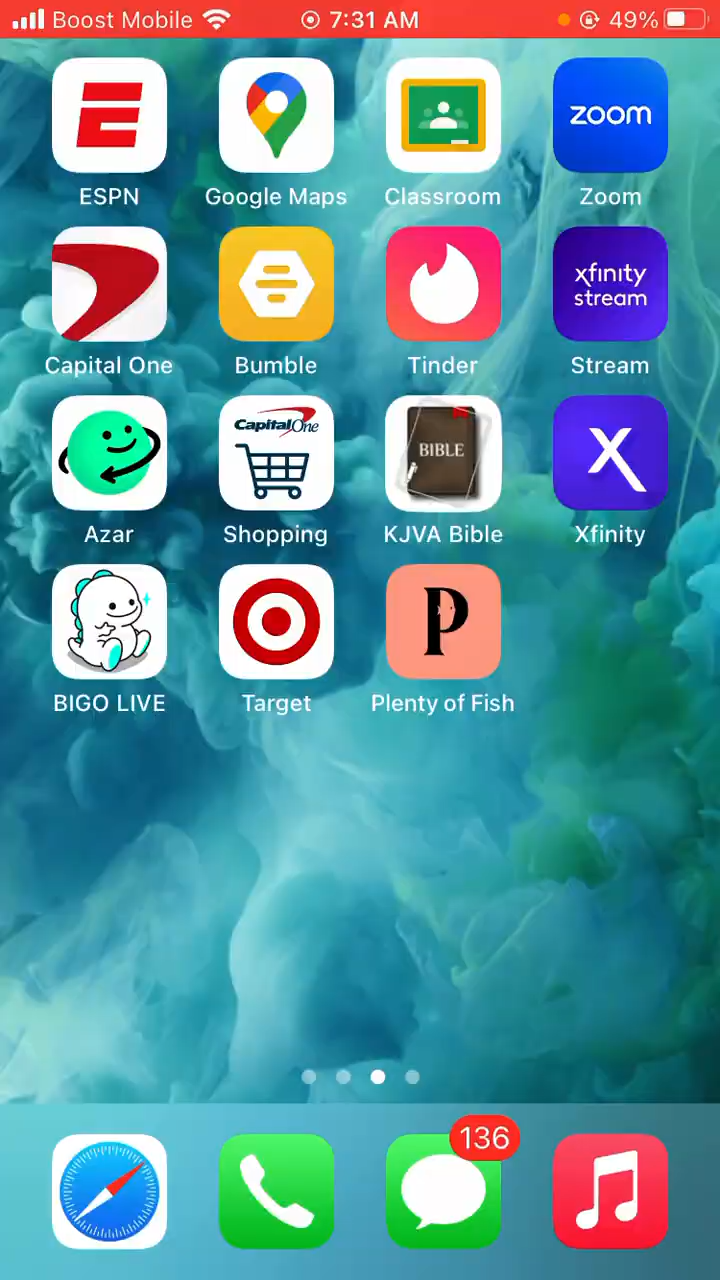 Boost Mobile 7:31 AM 49%
zoom
ESPN Google Maps Classroom Zoom
xfinity
stream
Capital One Bumble Tinder Stream
CapitalOne
BIBLE
X
Azar Shopping KJVA Bible Xfinity
P
BIGO LIVE Target Plenty of Fish
136